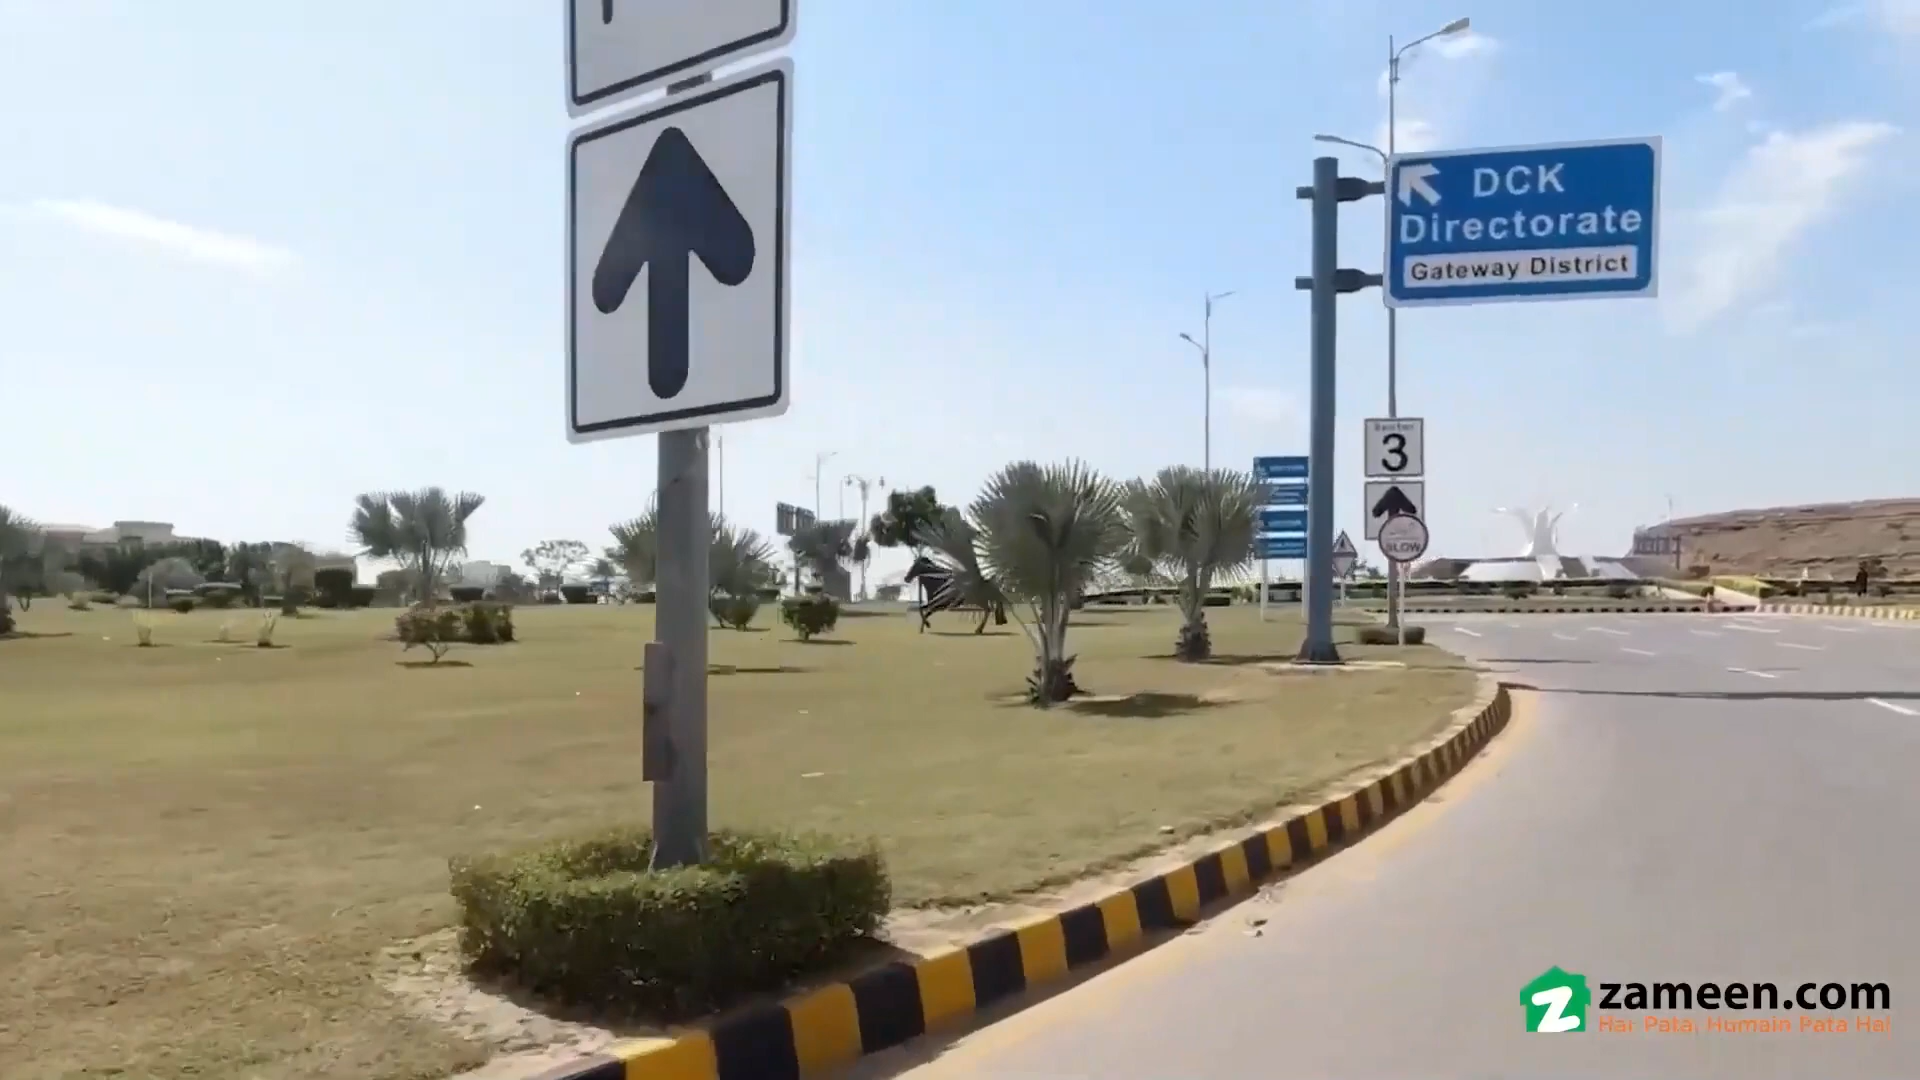 DCK
Directorate
Gateway District
3
SLOW
zameen.com
Har Pata, Humain Pata Hai